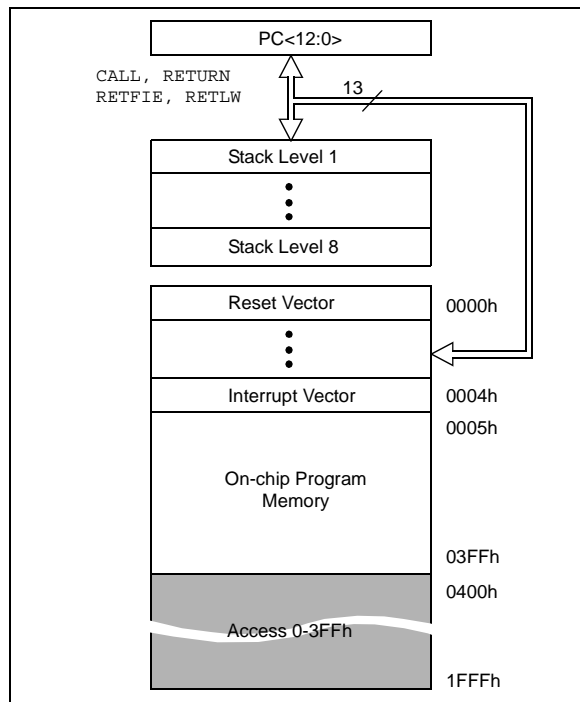 PC<12:0>
CALL, RETURN
RETFIE, RETLW
13
Stack Level 1
Stack Level 8
Reset Vector
0000h
Interrupt Vector
0004h
0005h
On-chip Program
Memory
03FFh
0400h
Access 0-3FFh
1FFFh